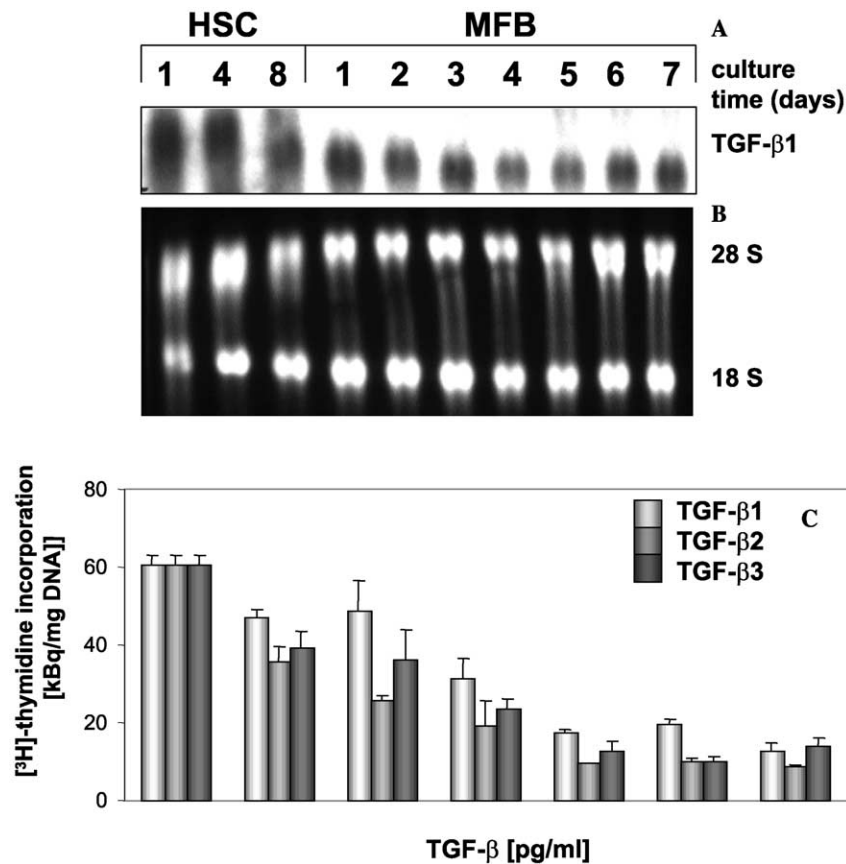 HSC MFB A
1 4 8 1 2 3 4 5 6 7 culture
time (days)
TGF-β1
B
28 S
18 S
[³H]-thymidine incorporation
[kBq/mg DNA]]
80
60
40
20
0
TGF-β1
TGF-β2
TGF-β3
C
TGF-β [pg/ml]